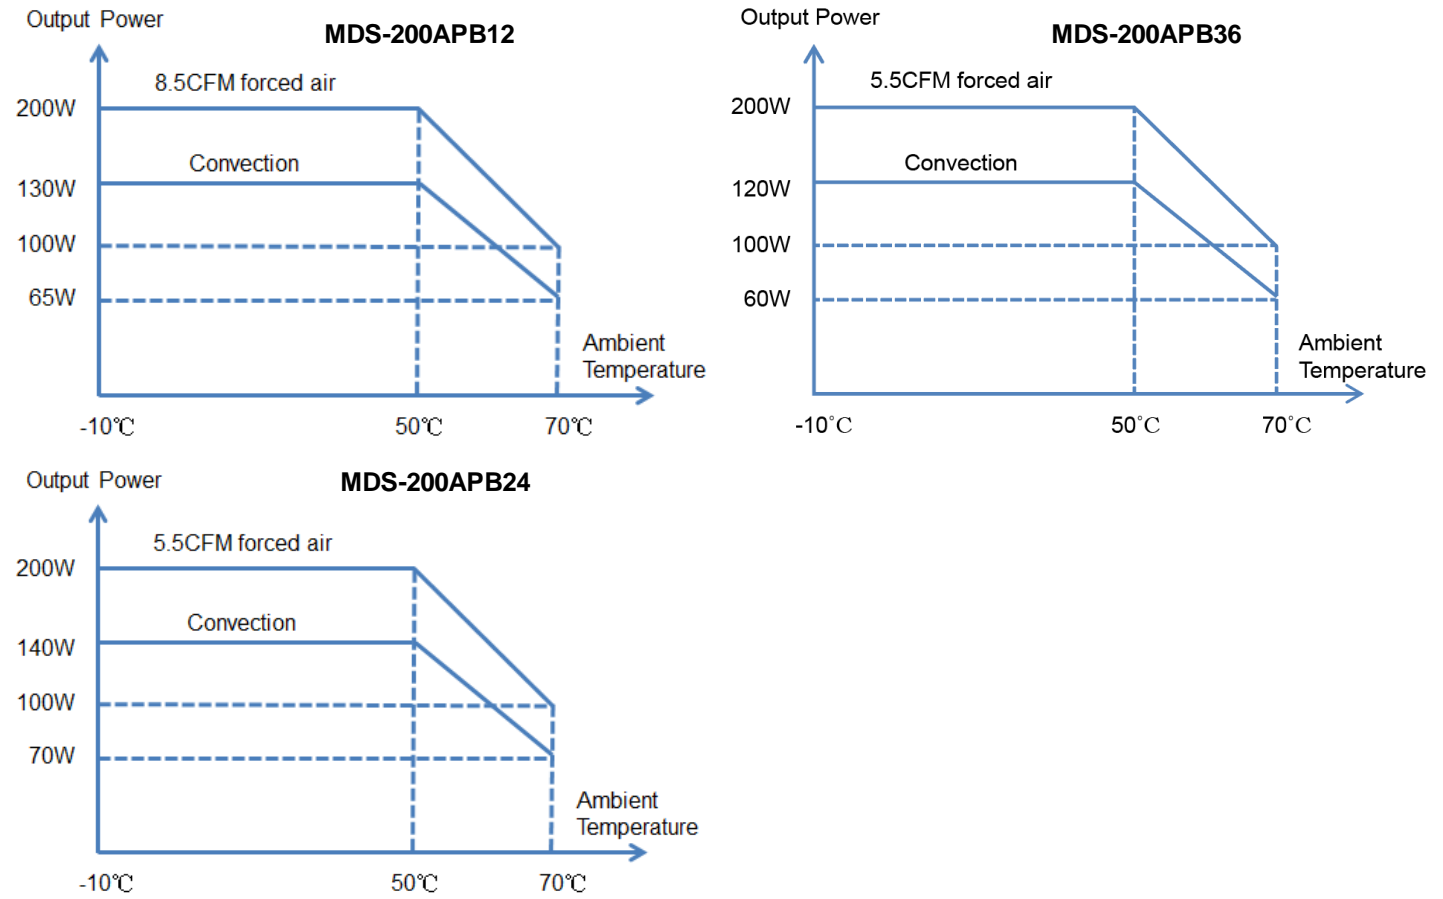 Output Power
MDS-200APB12
8.5CFM forced air
200W
Convection
130W
100W
65W
Ambient
Temperature
-10℃
50℃
70℃
Output Power
MDS-200APB36
5.5CFM forced air
200W
Convection
120W
100W
60W
Ambient
Temperature
-10°C
50°C
70°C
Output Power
MDS-200APB24
5.5CFM forced air
200W
Convection
140W
100W
70W
Ambient
Temperature
-10℃
50℃
70℃